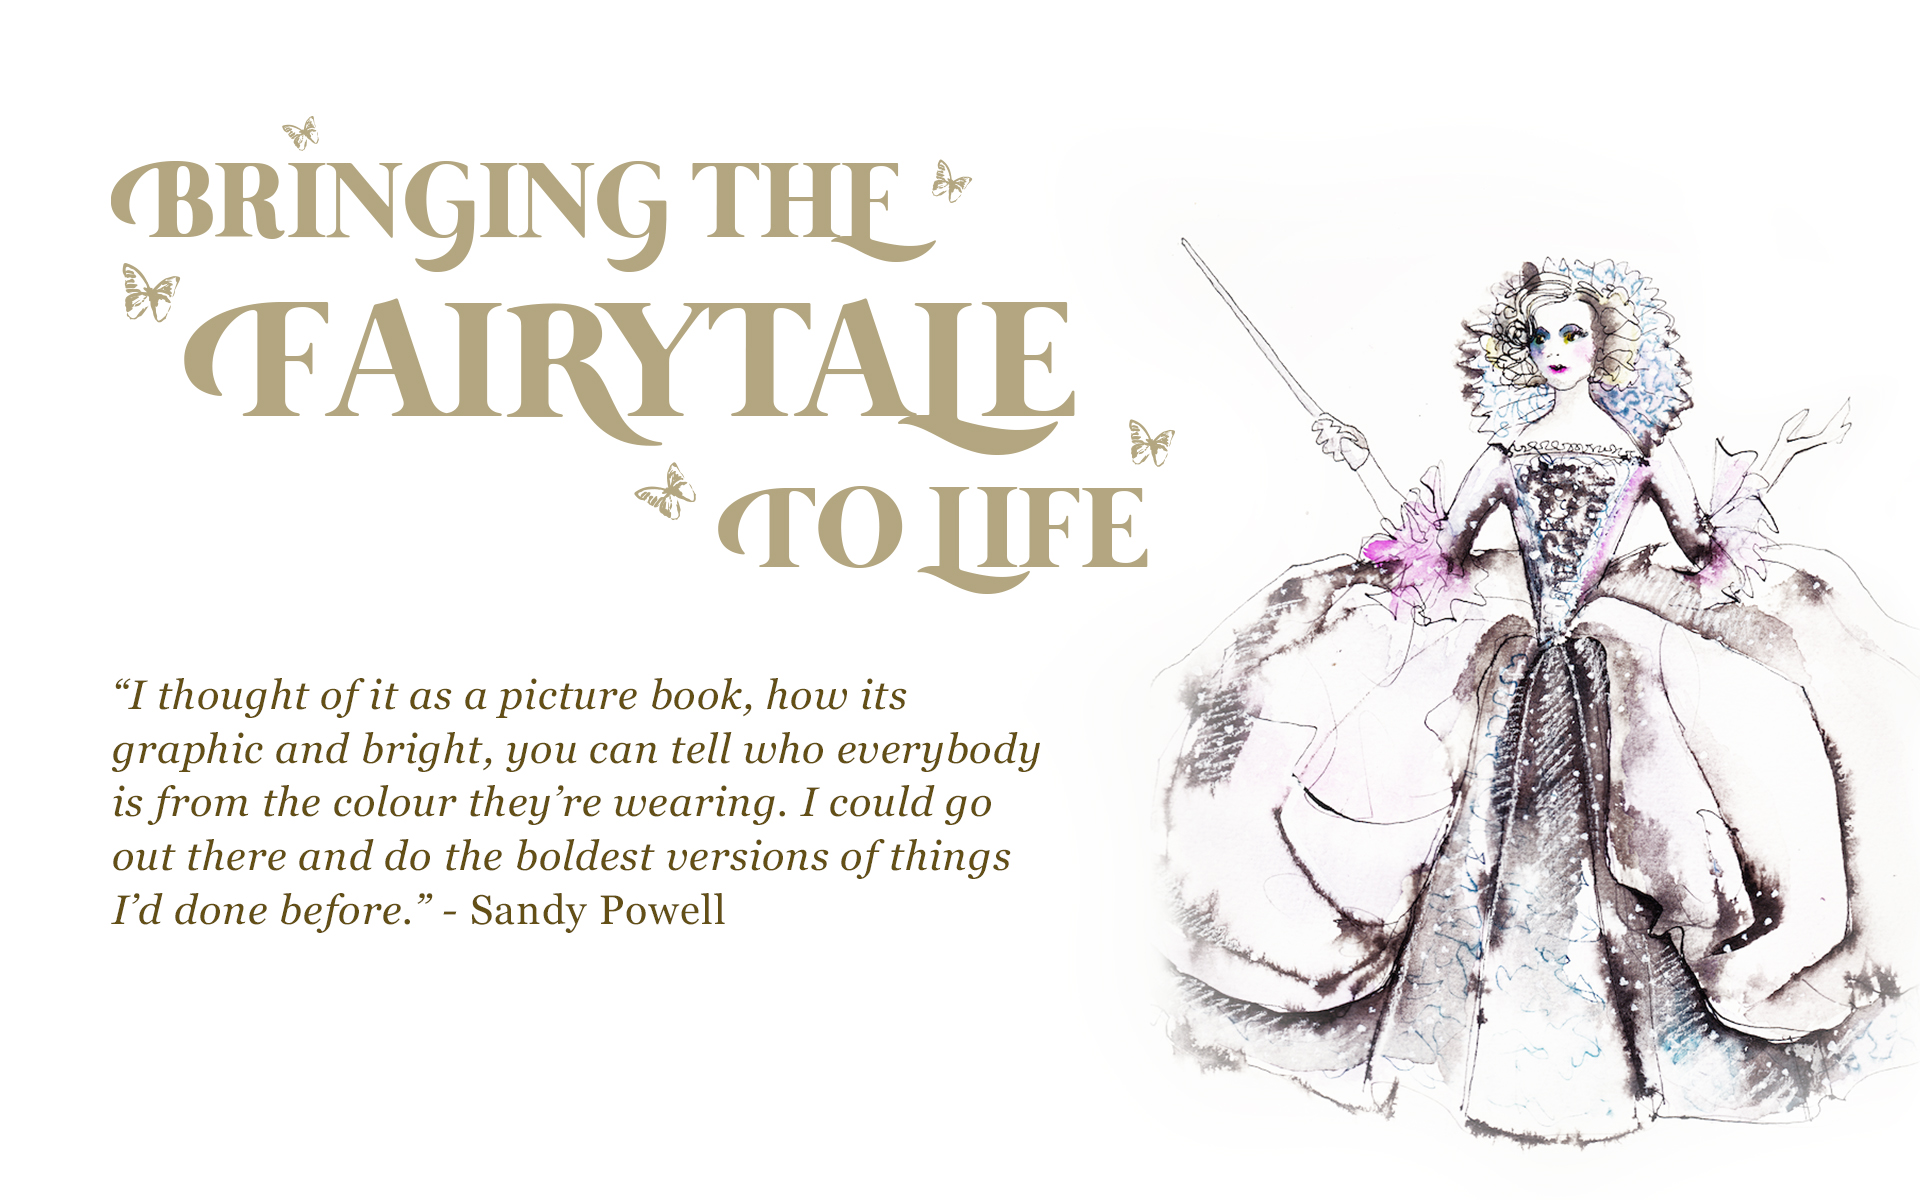 BRINGING THE
FAIRYTALE
TO LIFE
“I thought of it as a picture book, how its
graphic and bright, you can tell who everybody
is from the colour they’re wearing. I could go
out there and do the boldest versions of things
I’d done before.” - Sandy Powell